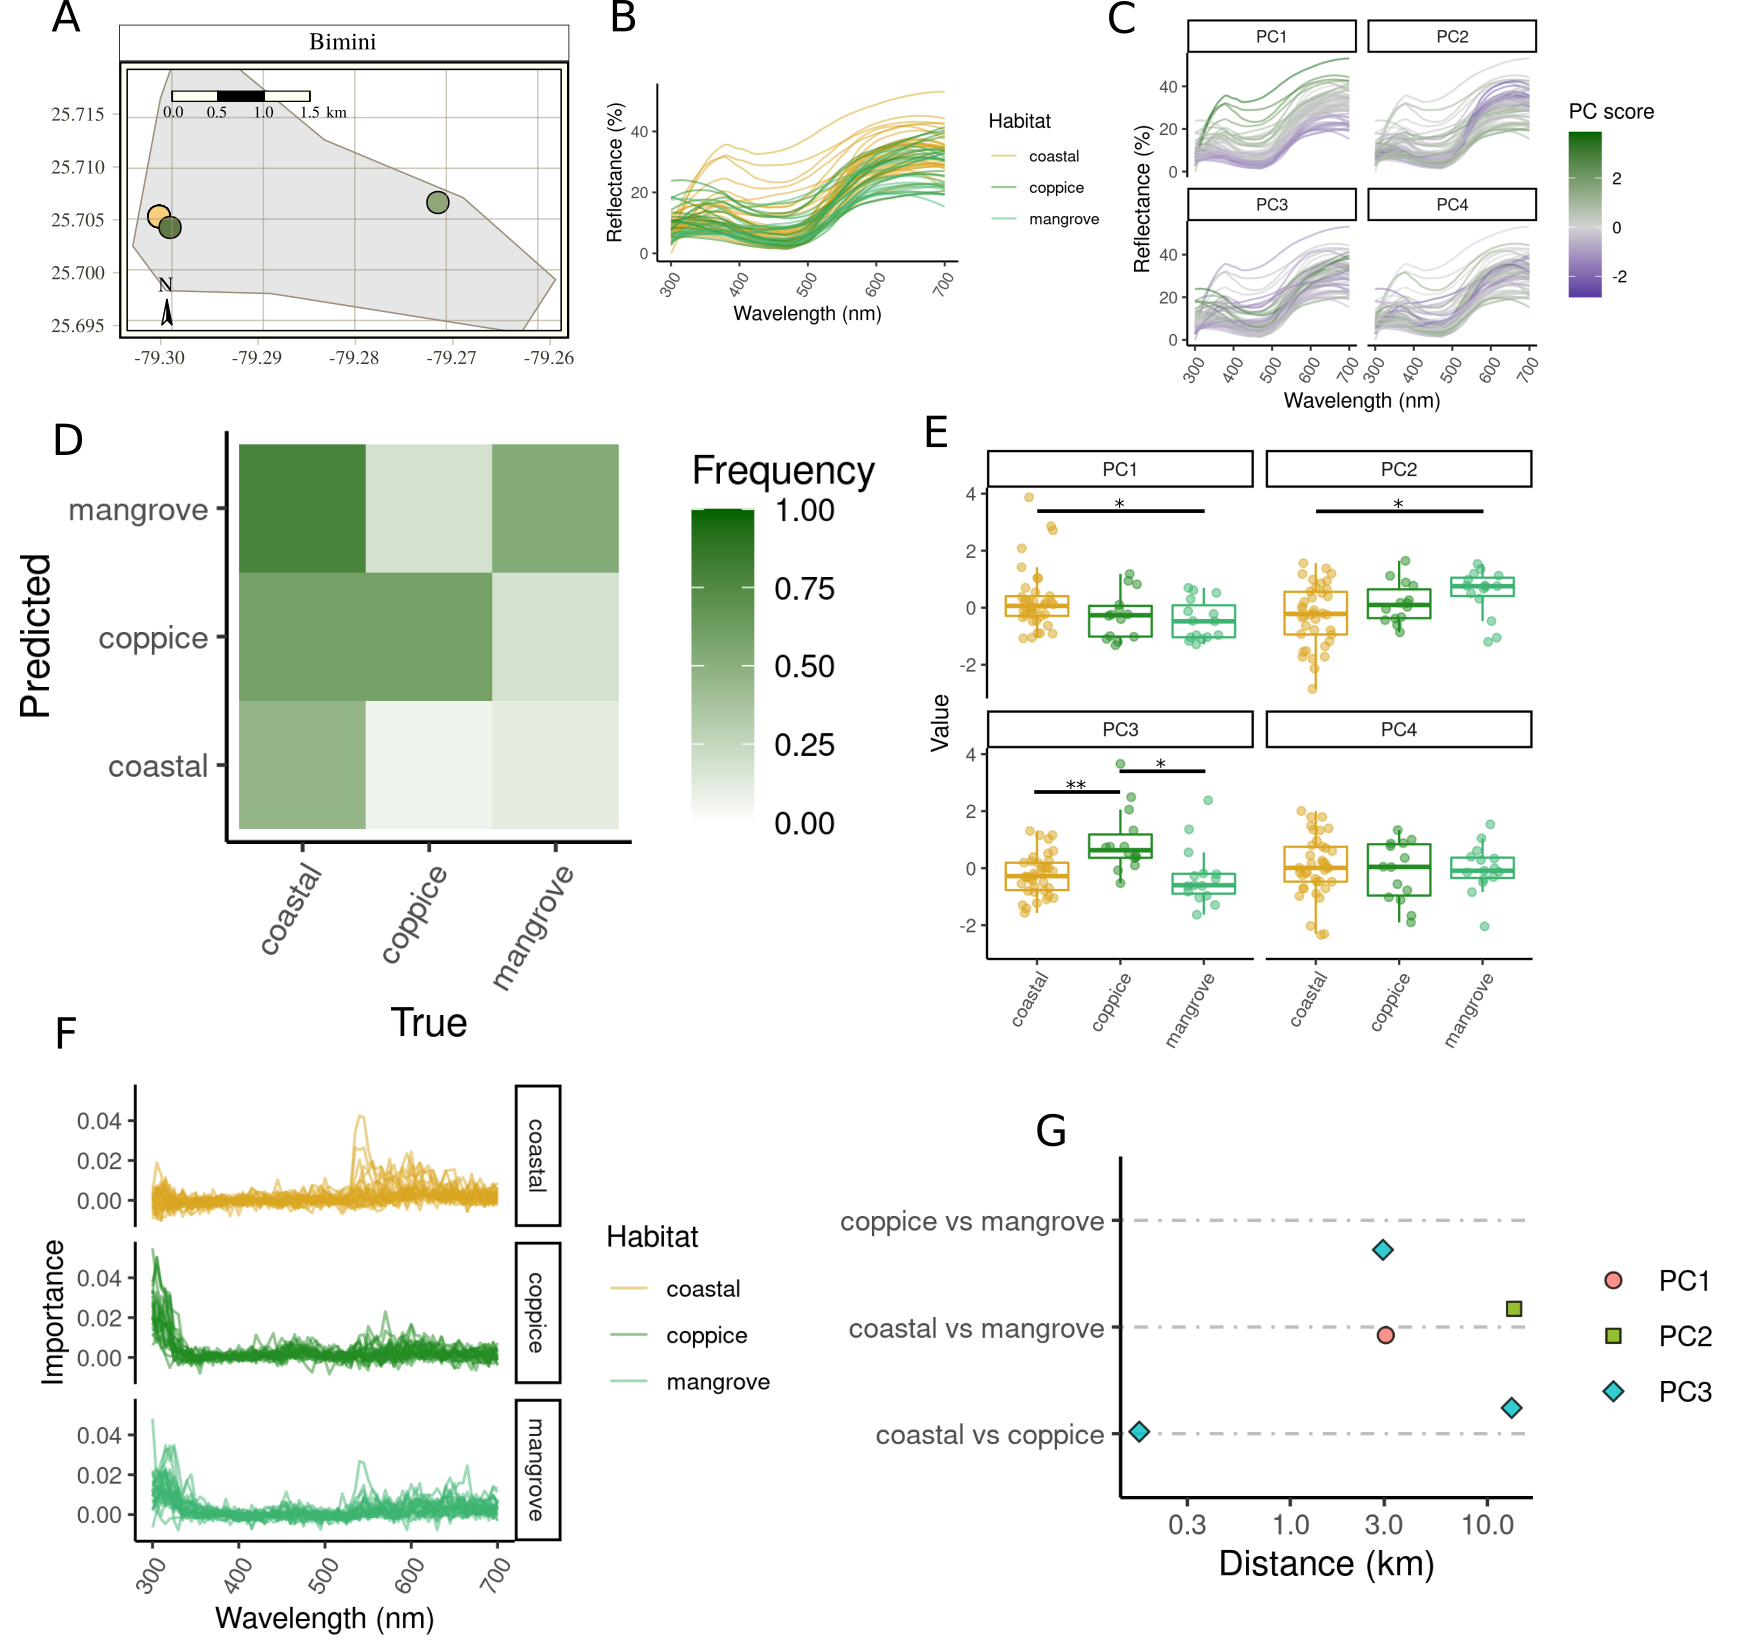 A
Bimini
25.715
25.710
25.705
25.700
25.695
0.0 0.5 1.0 1.5 km
N
-79.30 -79.29 -79.28 -79.27 -79.26
B
Reflectance (%)
40
20
0
300 400 500 600 700
Wavelength (nm)
Habitat
coastal
coppice
mangrove
C
PC1 PC2
PC3 PC4
Reflectance (%)
40
20
0
40
20
0
300 400 500 600 700 300 400 500 600 700
Wavelength (nm)
PC score
2
0
-2
D
Predicted
mangrove
coppice
coastal
coastal coppice mangrove
True
Frequency
1.00
0.75
0.50
0.25
0.00
E
PC1 PC2
* *
4
2
0
-2
Value
PC3 PC4
** *
4
2
0
-2
coastal coppice mangrove coastal coppice mangrove
F
Importance
0.04
0.02
0.00
coastal
0.04
0.02
0.00
coppice
0.04
0.02
0.00
mangrove
300 400 500 600 700
Wavelength (nm)
Habitat
coastal
coppice
mangrove
G
coppice vs mangrove
coastal vs mangrove
coastal vs coppice
0.3 1.0 3.0 10.0
Distance (km)
PC1
PC2
PC3